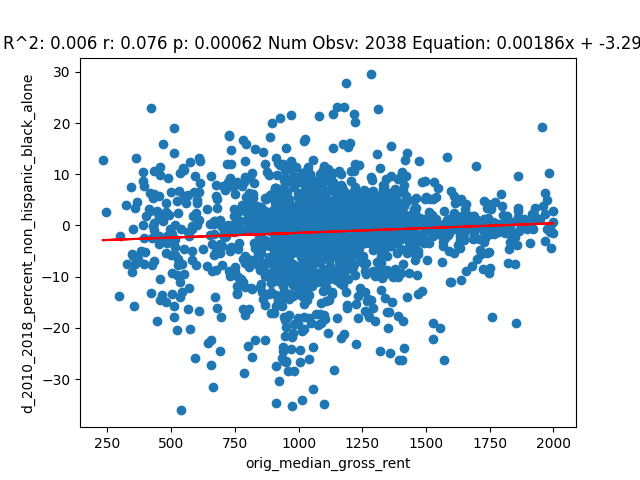 R^2: 0.006 r: 0.076 p: 0.00062 Num Obsv: 2038 Equation: 0.00186x + -3.29
d_2010_2018_percent_non_hispanic_black_alone
30
20
10
0
−10
−20
−30
250 500 750 1000 1250 1500 1750 2000
orig_median_gross_rent